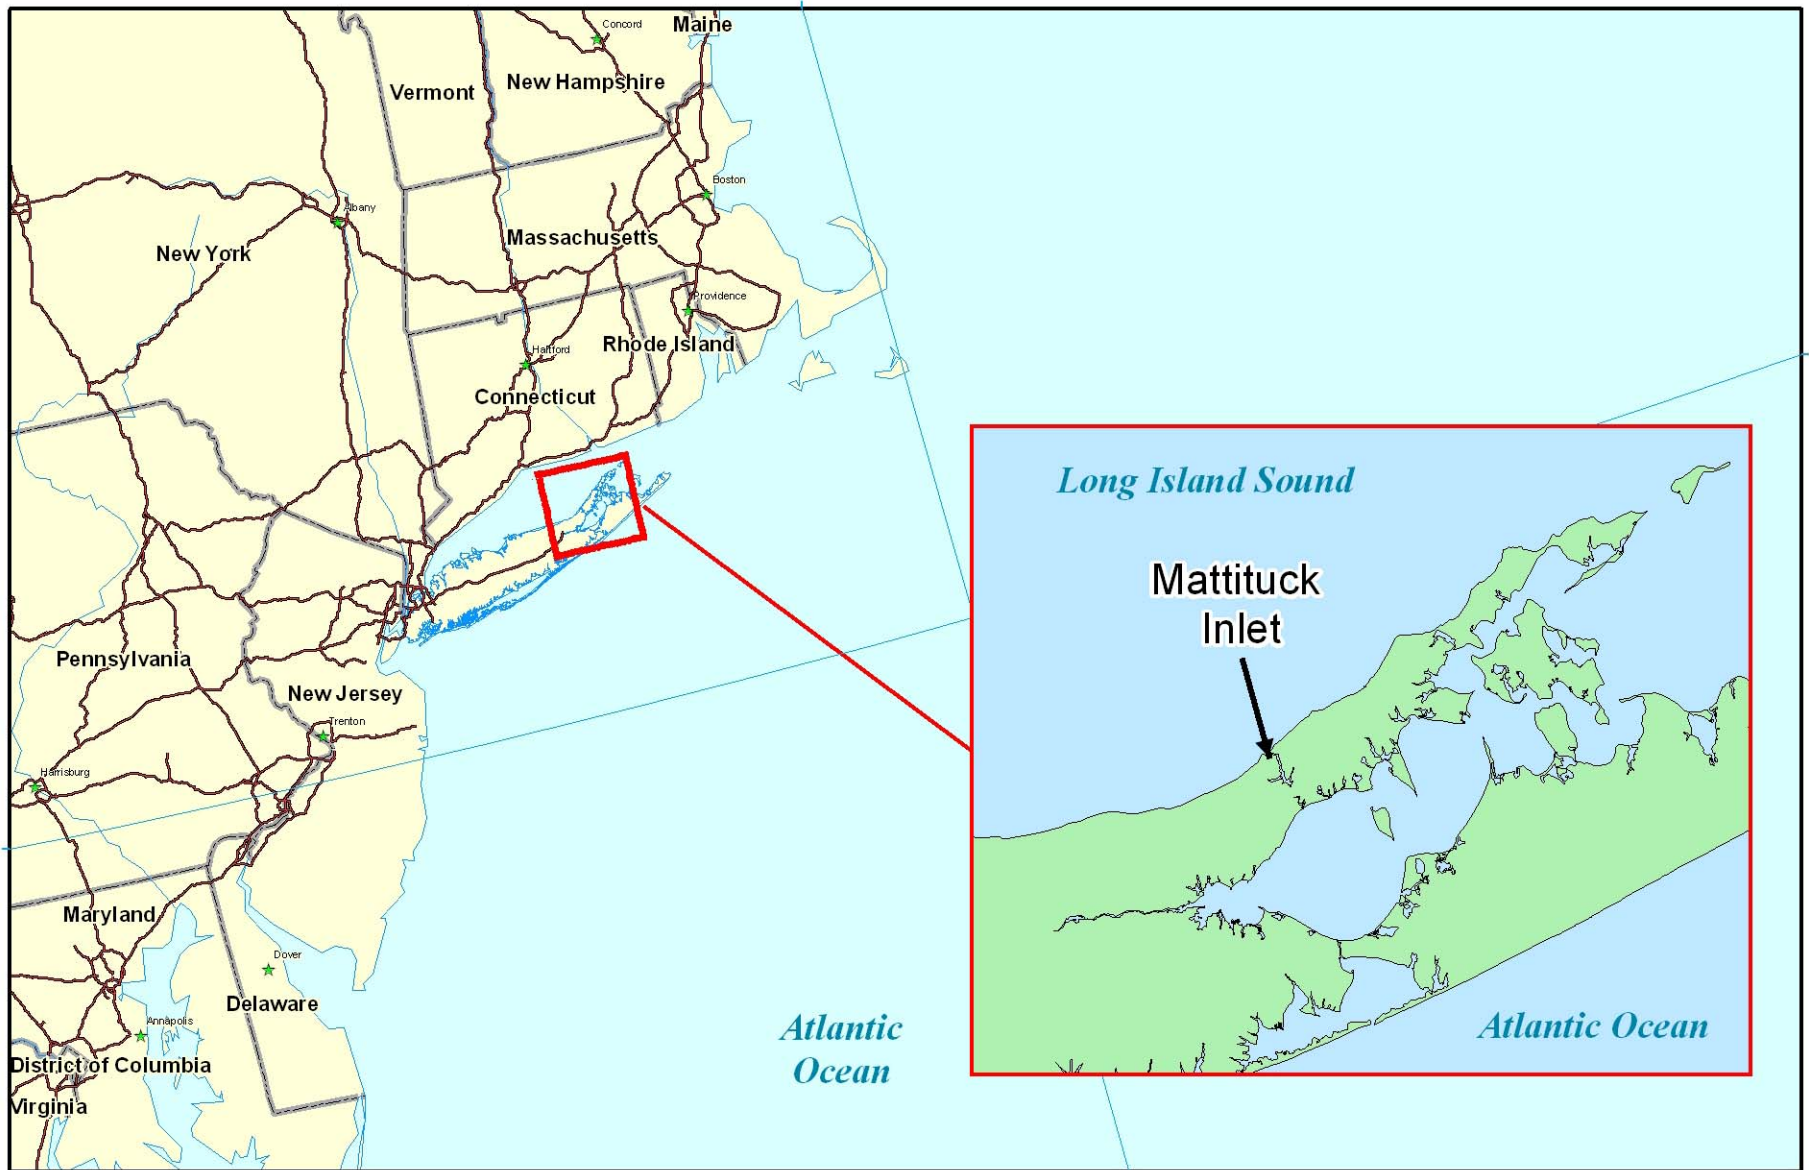 Concord
Maine
New Hampshire
Vermont
Boston
Albany
Massachusetts
New York
Providence
Rhode Island
Hartford
Connecticut
Long Island Sound
Mattituck
Inlet
Pennsylvania
New Jersey
Trenton
Harrisburg
Maryland
Dover
Delaware
Annapolis
Atlantic
Ocean
Atlantic Ocean
District of Columbia
Virginia